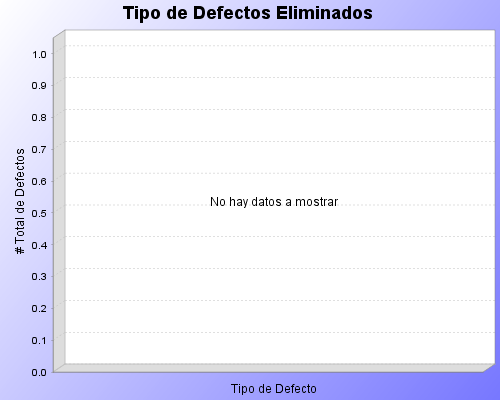 Tipo de Defectos Eliminados
1.0
0.9
0.8
0.7
0.6
0.5
0.4
0.3
0.2
0.1
0.0
# Total de Defectos
No hay datos a mostrar
Tipo de Defecto